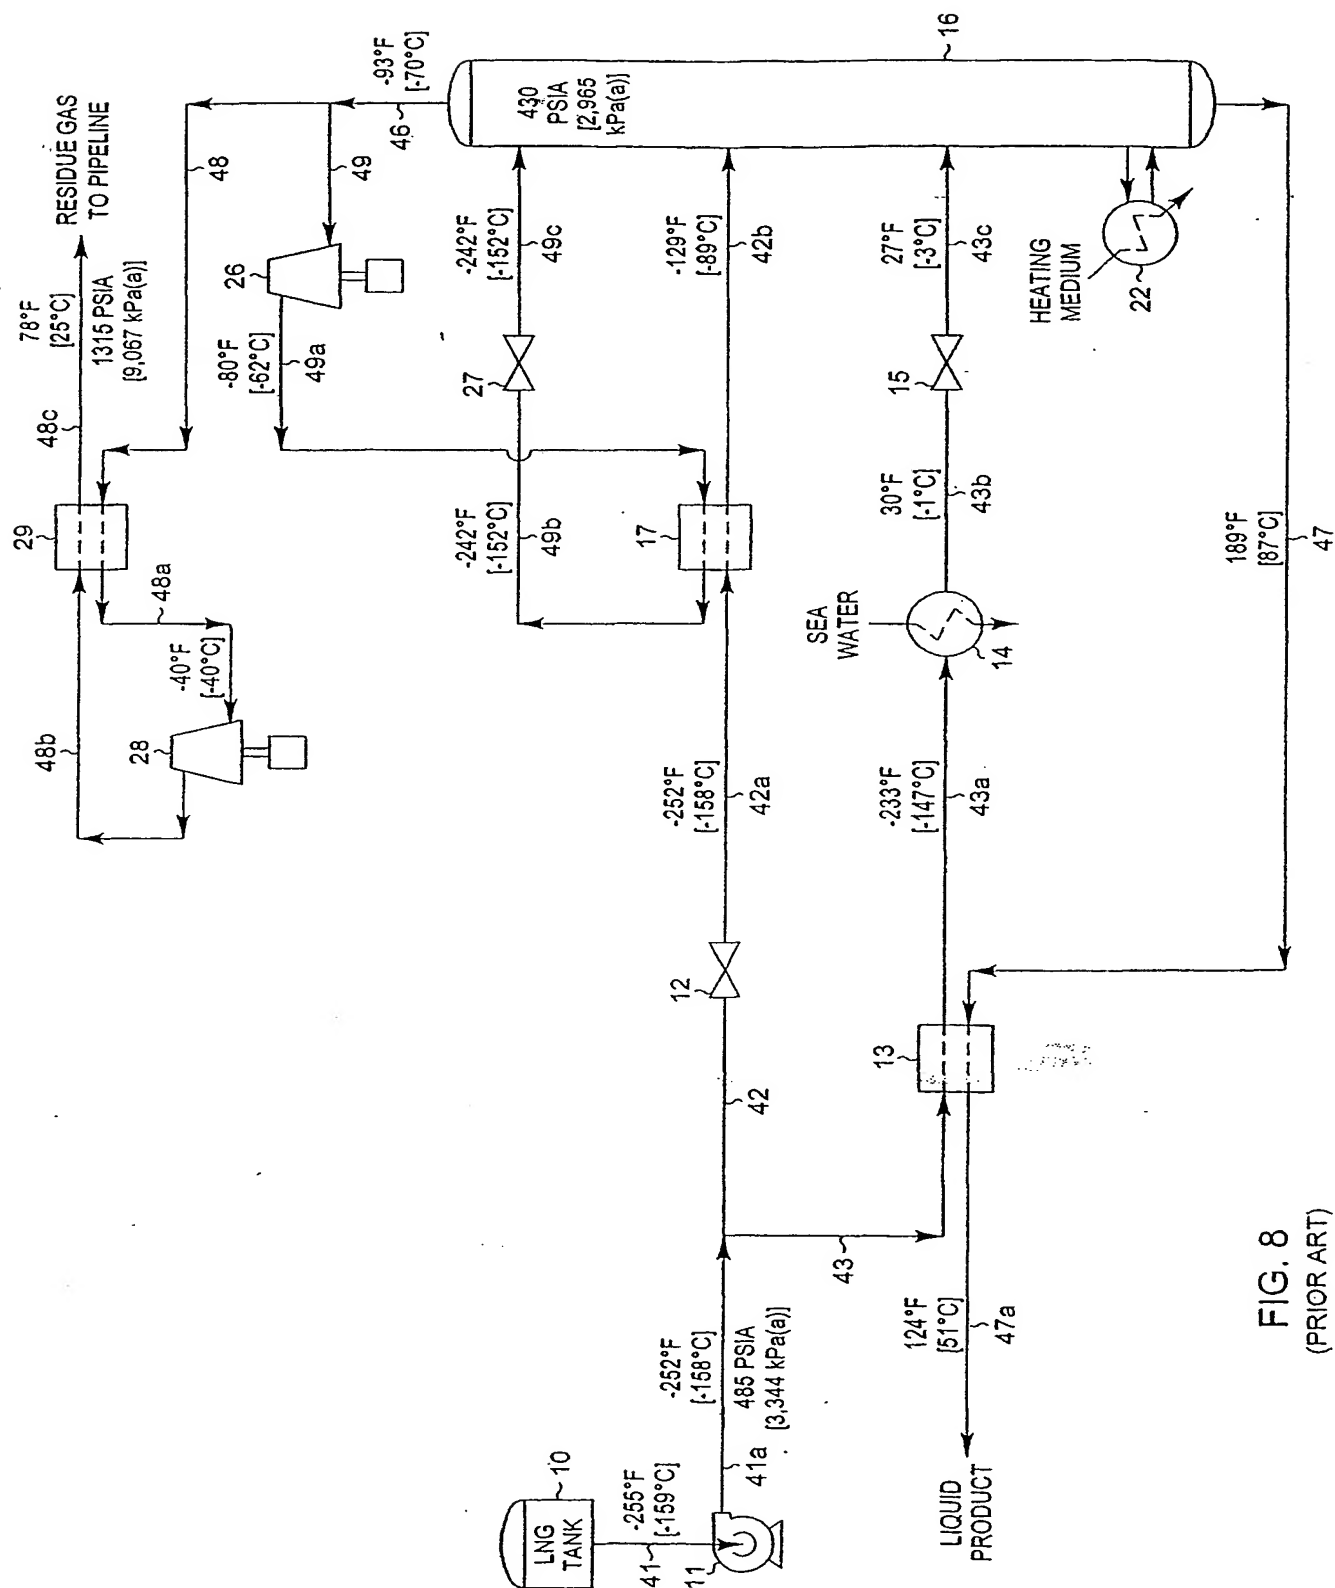 RESIDUE GAS
TO PIPELINE
78°F
[25°C]
1315 PSIA
[9,067 kPa(a)]
48c
29
48
-93°F
[-70°C]
46
49
26
-80°F
[-62°C]
49a
48a
-40°F
[-40°C]
48b
28
430
PSIA
[2,965
kPa(a)]
16
-242°F
[-152°C]
49c
27
-242°F
[-152°C]
49b
-129°F
[-89°C]
42b
17
-252°F
[-158°C]
42a
12
42
27°F
[-3°C]
43c
15
30°F
[-1°C]
43b
SEA
WATER
14
-233°F
[-147°C]
43a
13
43
HEATING
MEDIUM
22
189°F
[87°C]
47
LNG
TANK
10
-255°F
[-159°C]
41
11
-252°F
[-158°C]
485 PSIA
[3,344 kPa(a)]
41a
124°F
[51°C]
47a
LIQUID
PRODUCT
FIG. 8
(PRIOR ART)